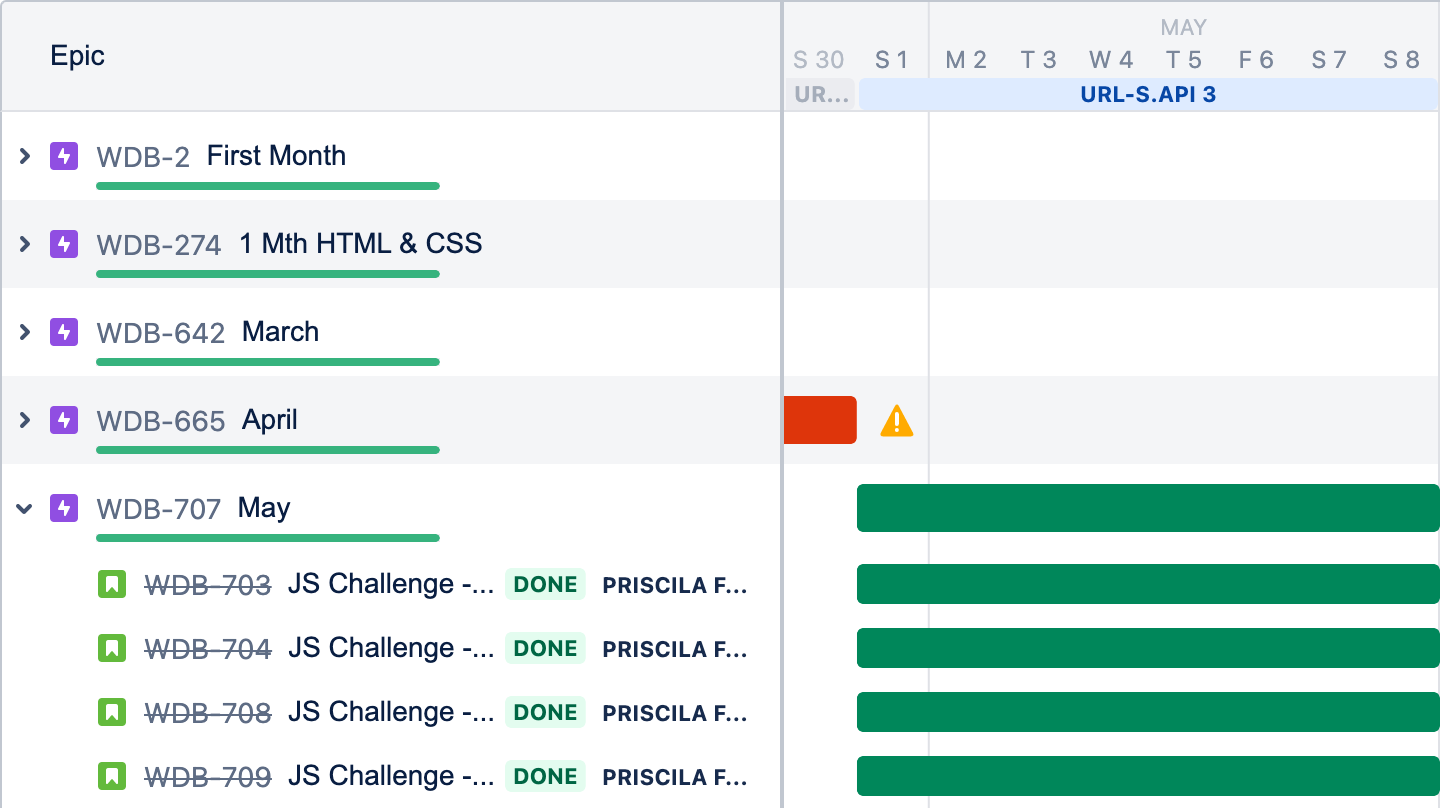 Epic
MAY
S 30 S 1 M 2 T 3 W 4 T 5 F 6 S 7 S 8
UR... URL-S.API 3
WDB-2 First Month
WDB-274 1 Mth HTML & CSS
WDB-642 March
WDB-665 April
WDB-707 May
WDB-703 JS Challenge -... DONE PRISCILA F...
WDB-704 JS Challenge -... DONE PRISCILA F...
WDB-708 JS Challenge -... DONE PRISCILA F...
WDB-709 JS Challenge -... DONE PRISCILA F...